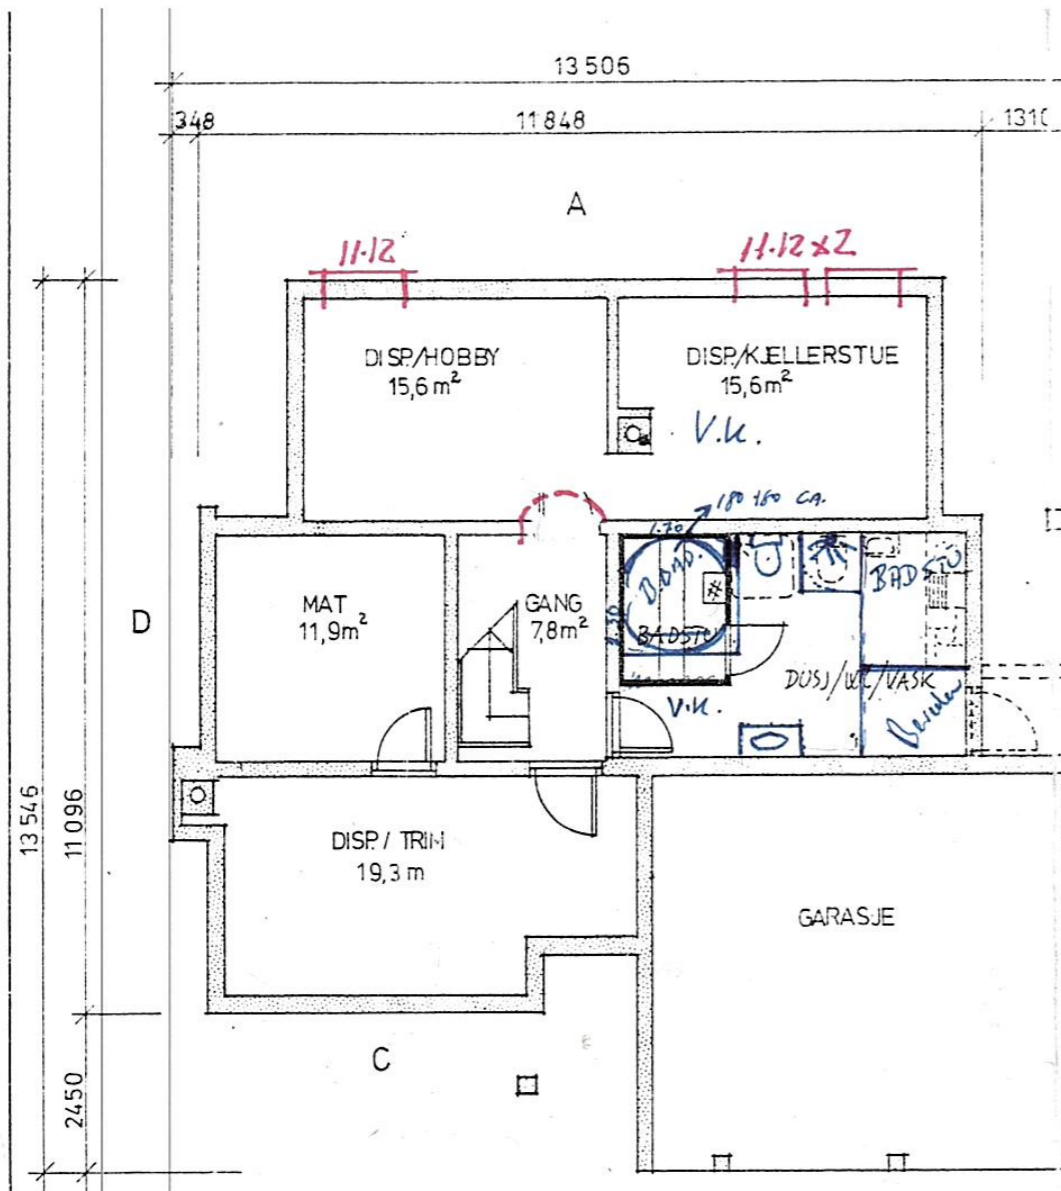 13 506
348
11 848
A
11.12
11.12 x2
DISP./HOBBY
15,6 m²
DISP./KJELLERSTUE
15,6 m²
V.K.
180 160 CA.
1.70
D
MAT
11,9 m²
GANG
7,8 m²
B.BAD.
BADSTU
BADSTU
DUSJ/WC/VASK
V.K.
13 546
11 096
DISP. / TRIM
19,3 m
GARASJE
C
2450